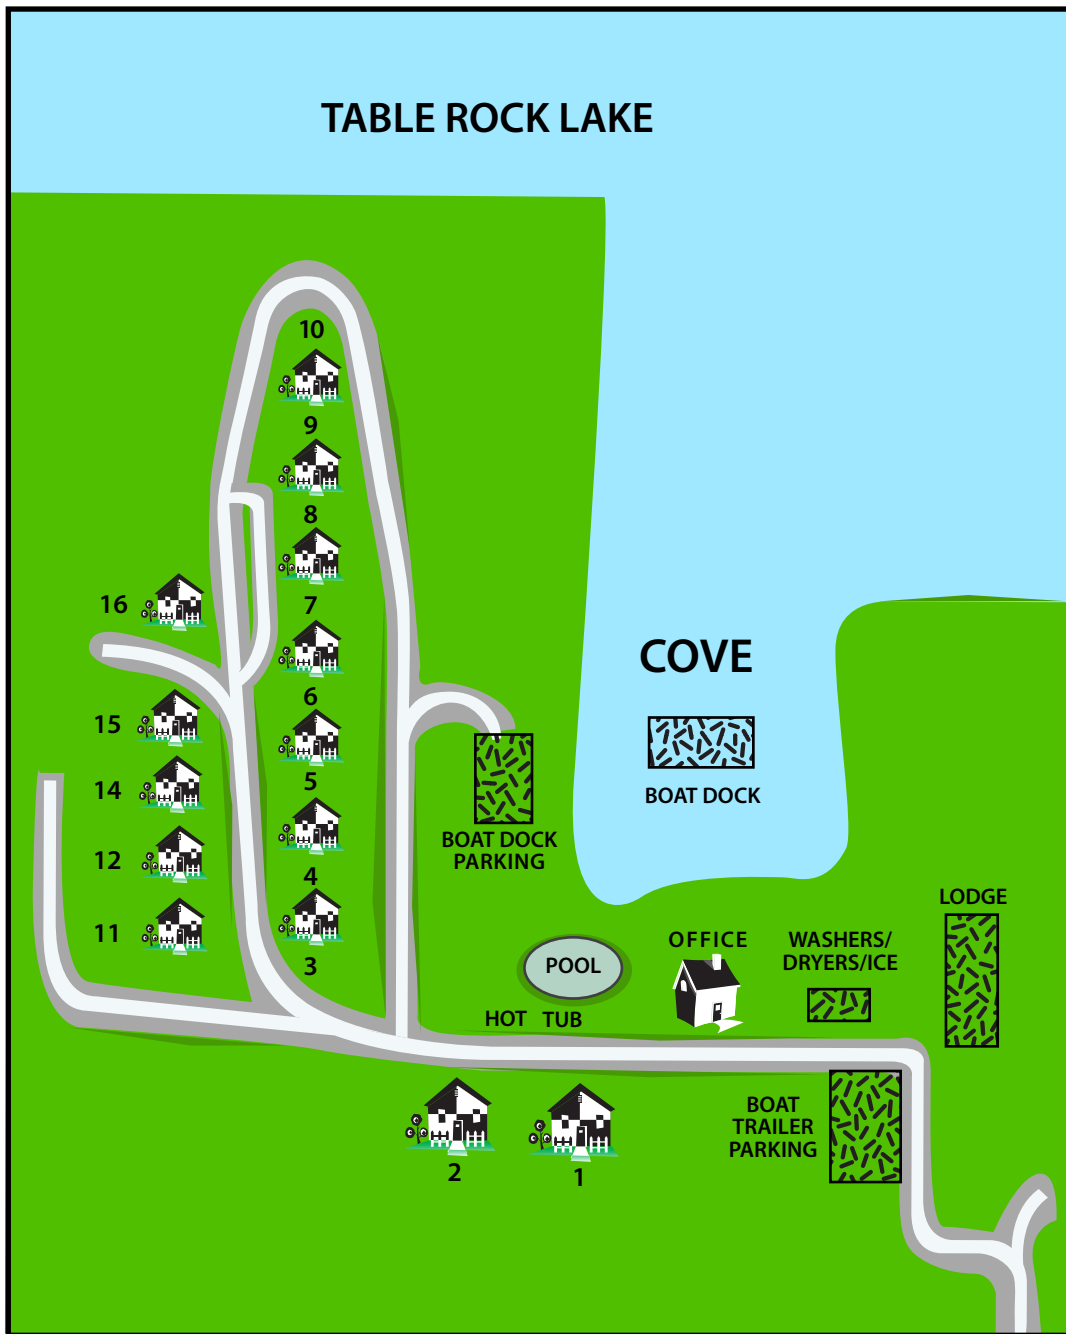 TABLE ROCK LAKE
10
9
8
16
7
COVE
6
15
5
14
BOAT DOCK
BOAT DOCK
PARKING
12
4
11
3
POOL
HOT TUB
OFFICE
WASHERS/
DRYERS/ICE
LODGE
BOAT
TRAILER
PARKING
2
1